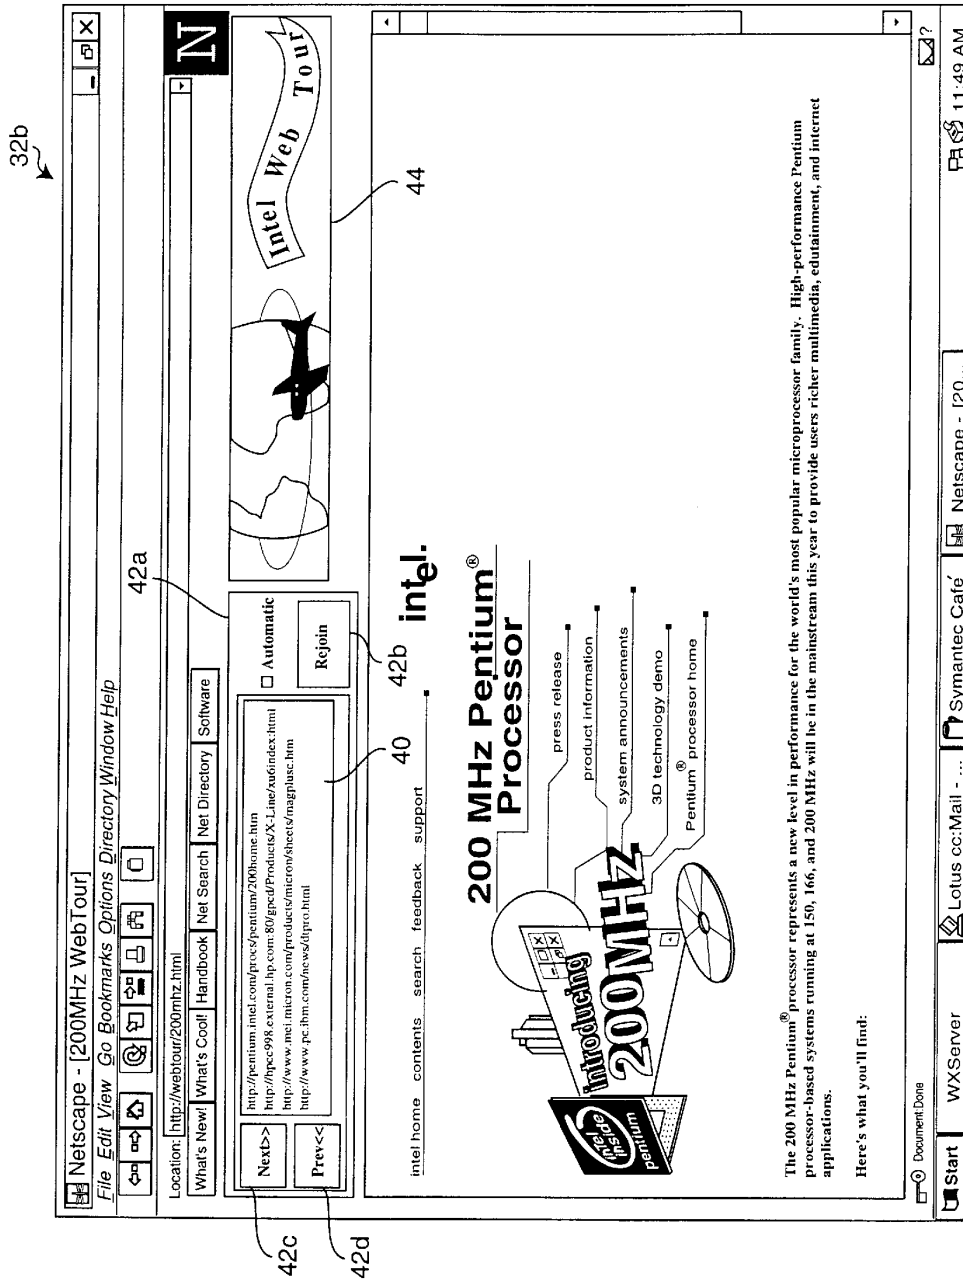 32b
Netscape - [200MHz WebTour]
File Edit View Go Bookmarks Options Directory Window Help
42a
Location: http://webtour/200mhz.html
N
What's New! What's Cool! Handbook Net Search Net Directory Software
42c
Next>>
42d
Prev<<
http://pentium.intel.com/procs/pentium/200home.htm
http://hpcc998.external.hp.com:80/gpcd/Products/X-Line/xu6index:html
http://www.mei.micron.com/products/micron/sheets/magplusc.htm
http://www.pc.ibm.com/news/dtpro.html
40
Automatic
Rejoin
42b
Intel Web Tour
44
intel home contents search feedback support
intel.
200 MHz Pentium®
Processor
press release
product information
system announcements
3D technology demo
Pentium® processor home
introducing
200MHz
intel
inside
pentium
The 200 MHz Pentium® processor represents a new level in performance for the world's most popular microprocessor family. High-performance Pentium
processor-based systems running at 150, 166, and 200 MHz will be in the mainstream this year to provide users richer multimedia, edutainment, and internet
applications.
Here's what you'll find:
Document:Done
?
Start
WXServer
Lotus cc:Mail - ...
Symantec Café
Netscape - [20...
11:49 AM